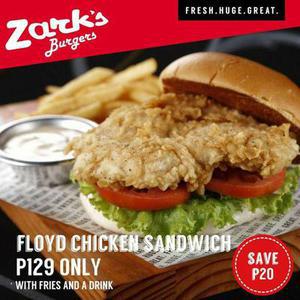 Zark's
Burgers
FRESH.HUGE.GREAT.
FLOYD CHICKEN SANDWICH
P129 ONLY
* WITH FRIES AND A DRINK
SAVE
P20